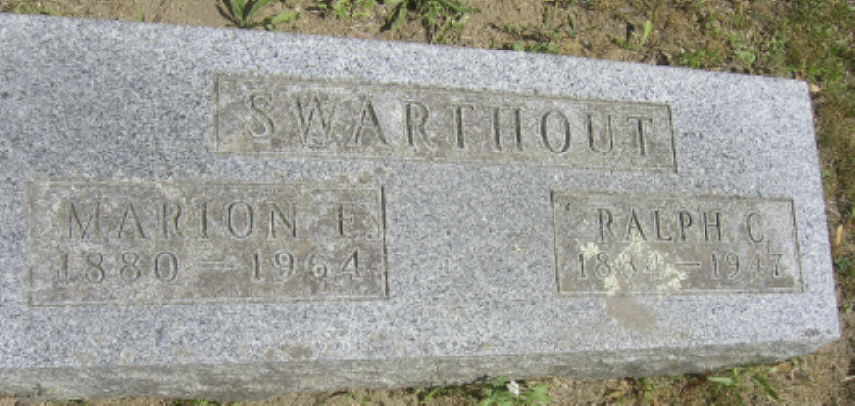 SWARTHOUT
MARION E.
1880 — 1964
RALPH C.
— 1947